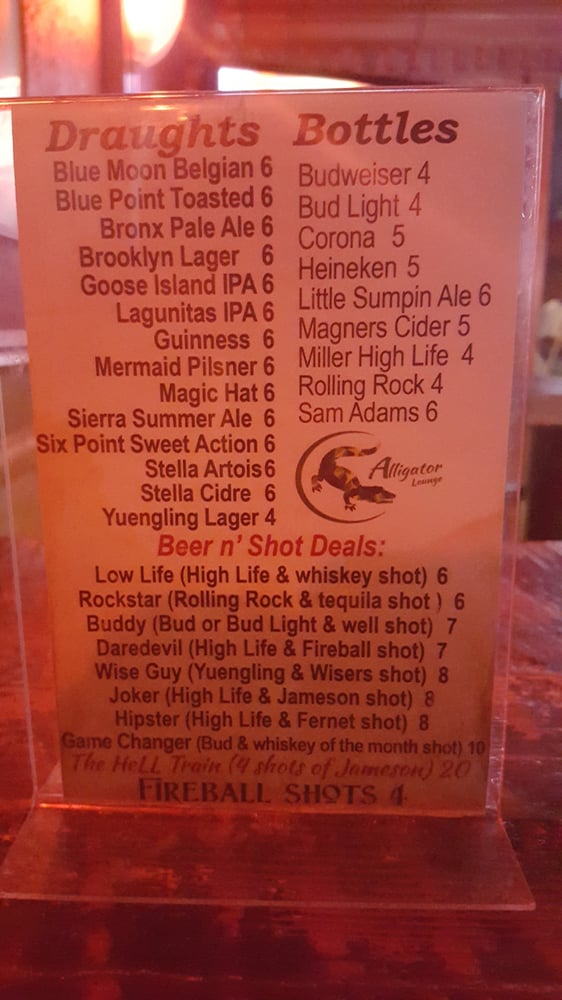 Draughts
Blue Moon Belgian 6
Blue Point Toasted 6
Bronx Pale Ale 6
Brooklyn Lager 6
Goose Island IPA 6
Lagunitas IPA 6
Guinness 6
Mermaid Pilsner 6
Magic Hat 6
Sierra Summer Ale 6
Six Point Sweet Action 6
Stella Artois 6
Stella Cidre 6
Yuengling Lager 4
Bottles
Budweiser 4
Bud Light 4
Corona 5
Heineken 5
Little Sumpin Ale 6
Magners Cider 5
Miller High Life 4
Rolling Rock 4
Sam Adams 6
Alligator
Lounge
Beer n' Shot Deals:
Low Life (High Life & whiskey shot) 6
Rockstar (Rolling Rock & tequila shot ) 6
Buddy (Bud or Bud Light & well shot) 7
Daredevil (High Life & Fireball shot) 7
Wise Guy (Yuengling & Wisers shot) 8
Joker (High Life & Jameson shot) 8
Hipster (High Life & Fernet shot) 8
Game Changer (Bud & whiskey of the month shot) 10
The HeLL Train (4 shots of Jameson) 20
FIREBALL SHOTS 4